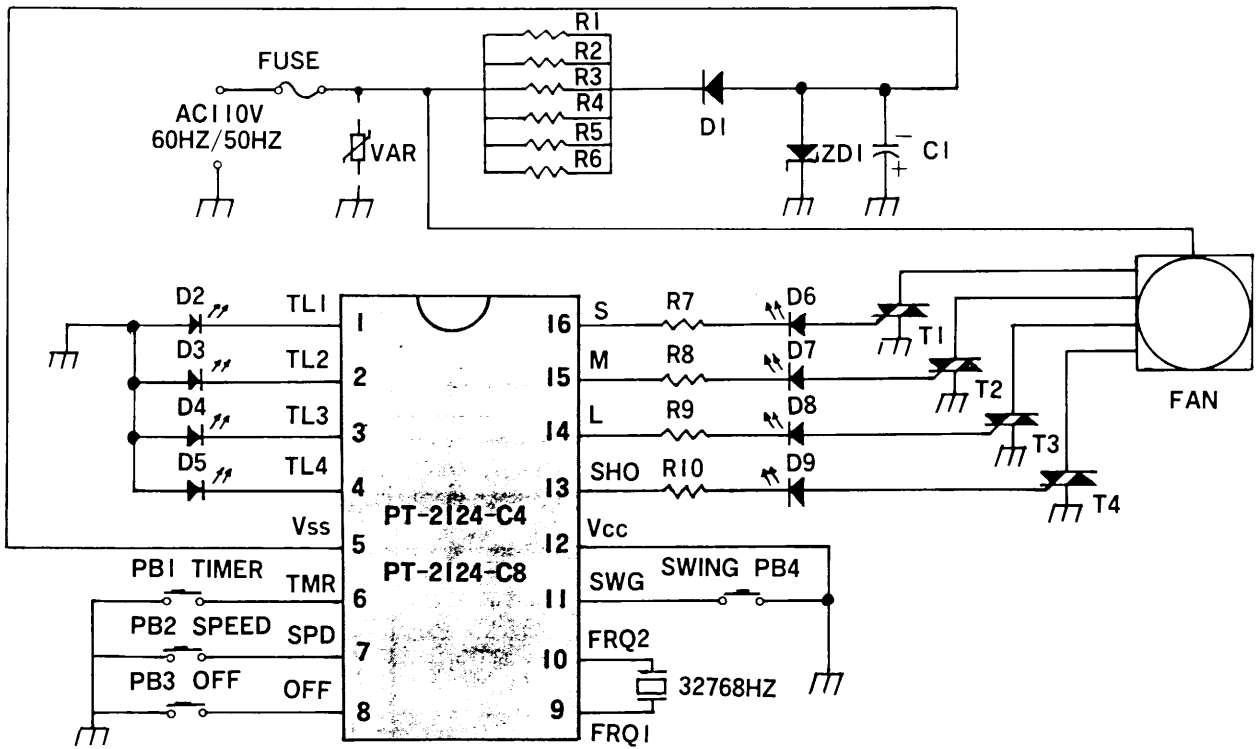 R1
R2
R3
R4
R5
R6
FUSE
AC110V
60HZ/50HZ
VAR
D1
ZD1
−
C1
+
D2
TL1
1
16
S
R7
D6
T1
D3
TL2
2
15
M
R8
D7
T2
FAN
D4
TL3
3
14
L
R9
D8
T3
D5
TL4
4
13
SHO
R10
D9
T4
PT-2124-C4
Vss
5
12
Vcc
PT-2124-C8
PB1 TIMER
TMR
6
11
SWG
SWING PB4
PB2 SPEED
SPD
7
10
FRQ2
PB3 OFF
OFF
8
9
32768HZ
FRQ1